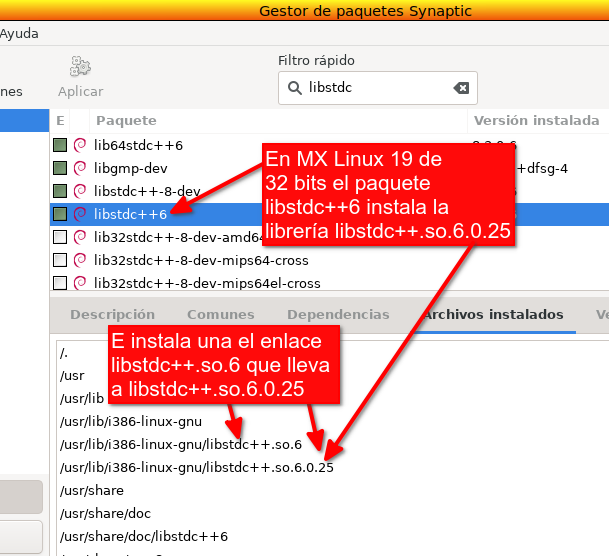 Gestor de paquetes Synaptic
Ayuda
nes
Aplicar
Filtro rápido
libstdc
E Paquete Versión instalada
lib64stdc++6
libgmp-dev +dfsg-4
libstdc++-8-dev
libstdc++6
lib32stdc++-8-dev-amd64
lib32stdc++-8-dev-mips64-cross
lib32stdc++-8-dev-mips64el-cross
En MX Linux 19 de
32 bits el paquete
libstdc++6 instala la
librería libstdc++.so.6.0.25
Descripción Comunes Dependencias Archivos instalados Ve
E instala una el enlace
libstdc++.so.6 que lleva
a libstdc++.so.6.0.25
/.
/usr
/usr/lib
/usr/lib/i386-linux-gnu
/usr/lib/i386-linux-gnu/libstdc++.so.6
/usr/lib/i386-linux-gnu/libstdc++.so.6.0.25
/usr/share
/usr/share/doc
/usr/share/doc/libstdc++6